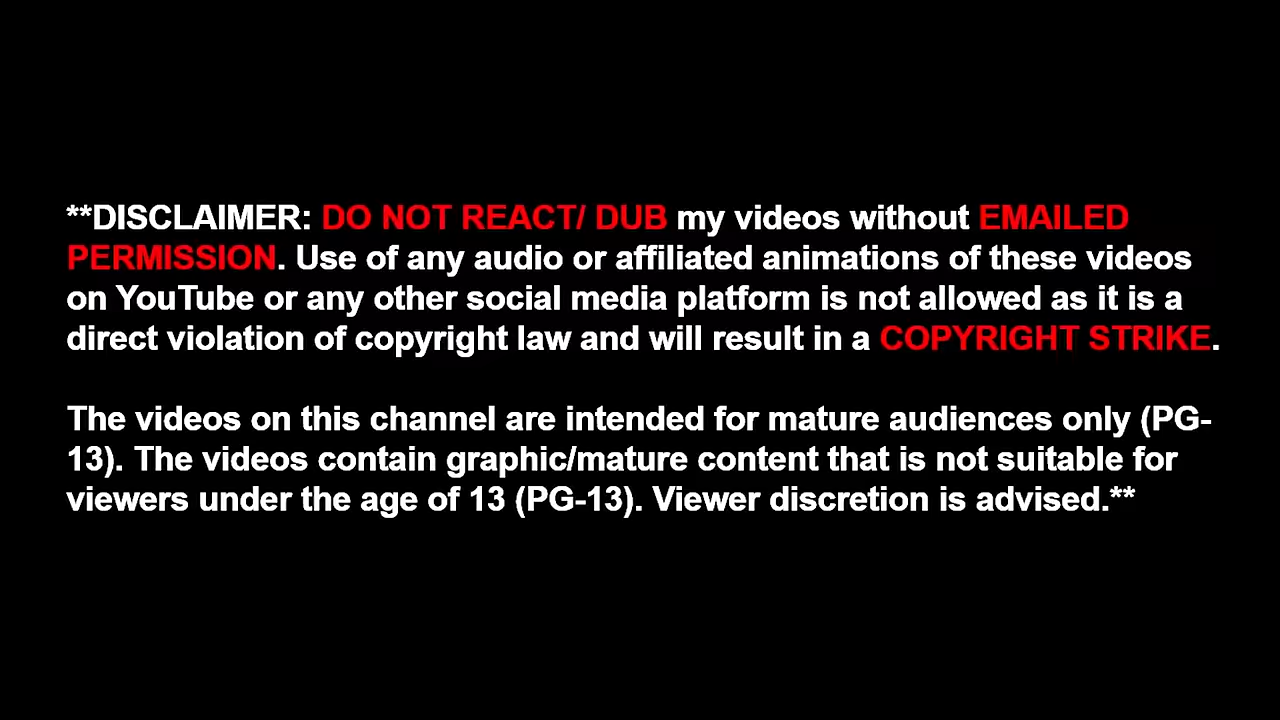 **DISCLAIMER: DO NOT REACT/ DUB my videos without EMAILED
PERMISSION. Use of any audio or affiliated animations of these videos
on YouTube or any other social media platform is not allowed as it is a
direct violation of copyright law and will result in a COPYRIGHT STRIKE.
The videos on this channel are intended for mature audiences only (PG-
13). The videos contain graphic/mature content that is not suitable for
viewers under the age of 13 (PG-13). Viewer discretion is advised.**